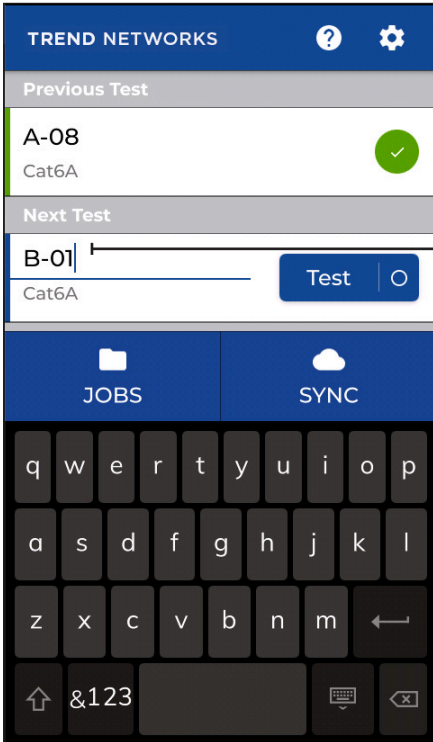 TREND NETWORKS
Previous Test
A-08
Cat6A
Next Test
B-01
Cat6A
Test
JOBS
SYNC
q w e r t y u i o p
a s d f g h j k l
z x c v b n m
&123